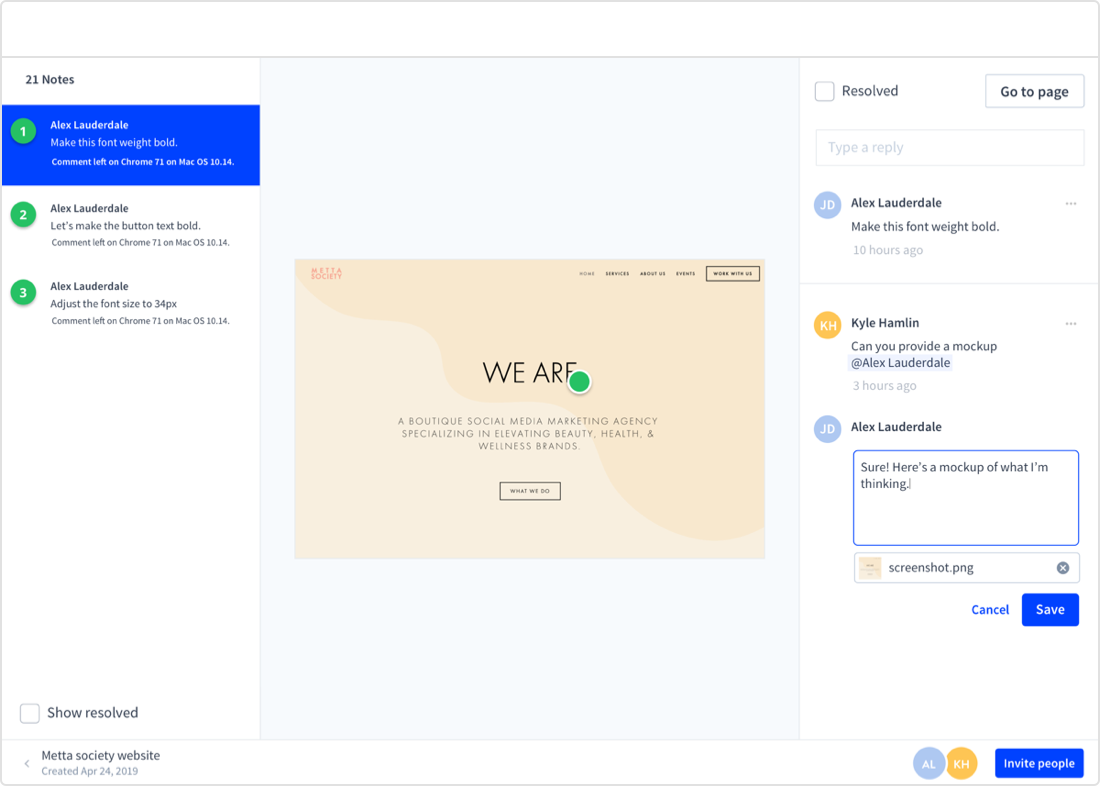 21 Notes
1
Alex Lauderdale
Make this font weight bold.
Comment left on Chrome 71 on Mac OS 10.14.
2
Alex Lauderdale
Let's make the button text bold.
Comment left on Chrome 71 on Mac OS 10.14.
3
Alex Lauderdale
Adjust the font size to 34px
Comment left on Chrome 71 on Mac OS 10.14.
Show resolved
METTA
SOCIETY
HOME SERVICES ABOUT US EVENTS WORK WITH US
WE ARE
A BOUTIQUE SOCIAL MEDIA MARKETING AGENCY
SPECIALIZING IN ELEVATING BEAUTY, HEALTH, &
WELLNESS BRANDS.
WHAT WE DO
Resolved
Go to page
Type a reply
JD
Alex Lauderdale
...
Make this font weight bold.
10 hours ago
KH
Kyle Hamlin
...
Can you provide a mockup
@Alex Lauderdale
3 hours ago
JD
Alex Lauderdale
Sure! Here's a mockup of what I'm
thinking.
screenshot.png
Cancel
Save
Metta society website
Created Apr 24, 2019
AL
KH
Invite people